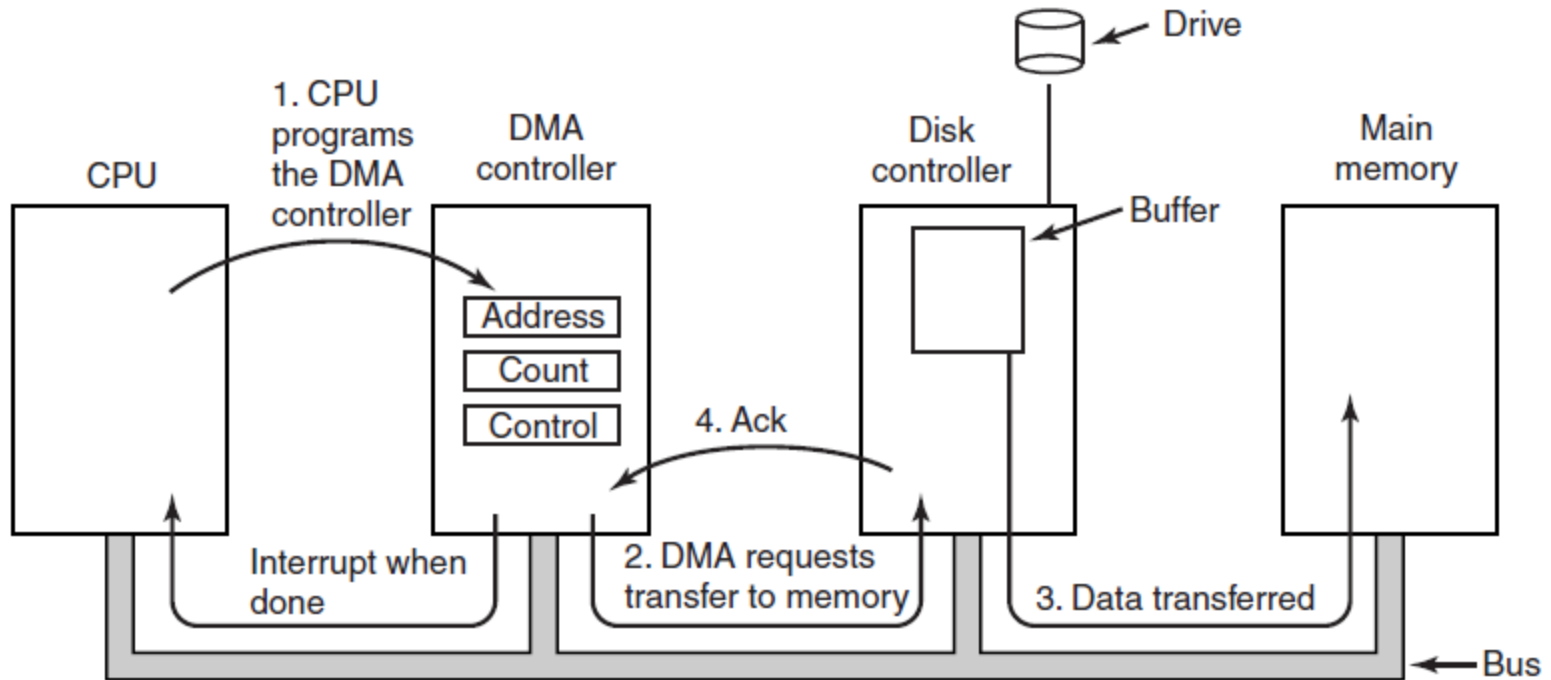 Drive
1. CPU
programs
the DMA
controller
CPU
DMA
controller
Disk
controller
Main
memory
Buffer
Address
Count
Control
4. Ack
Interrupt when
done
2. DMA requests
transfer to memory
3. Data transferred
Bus